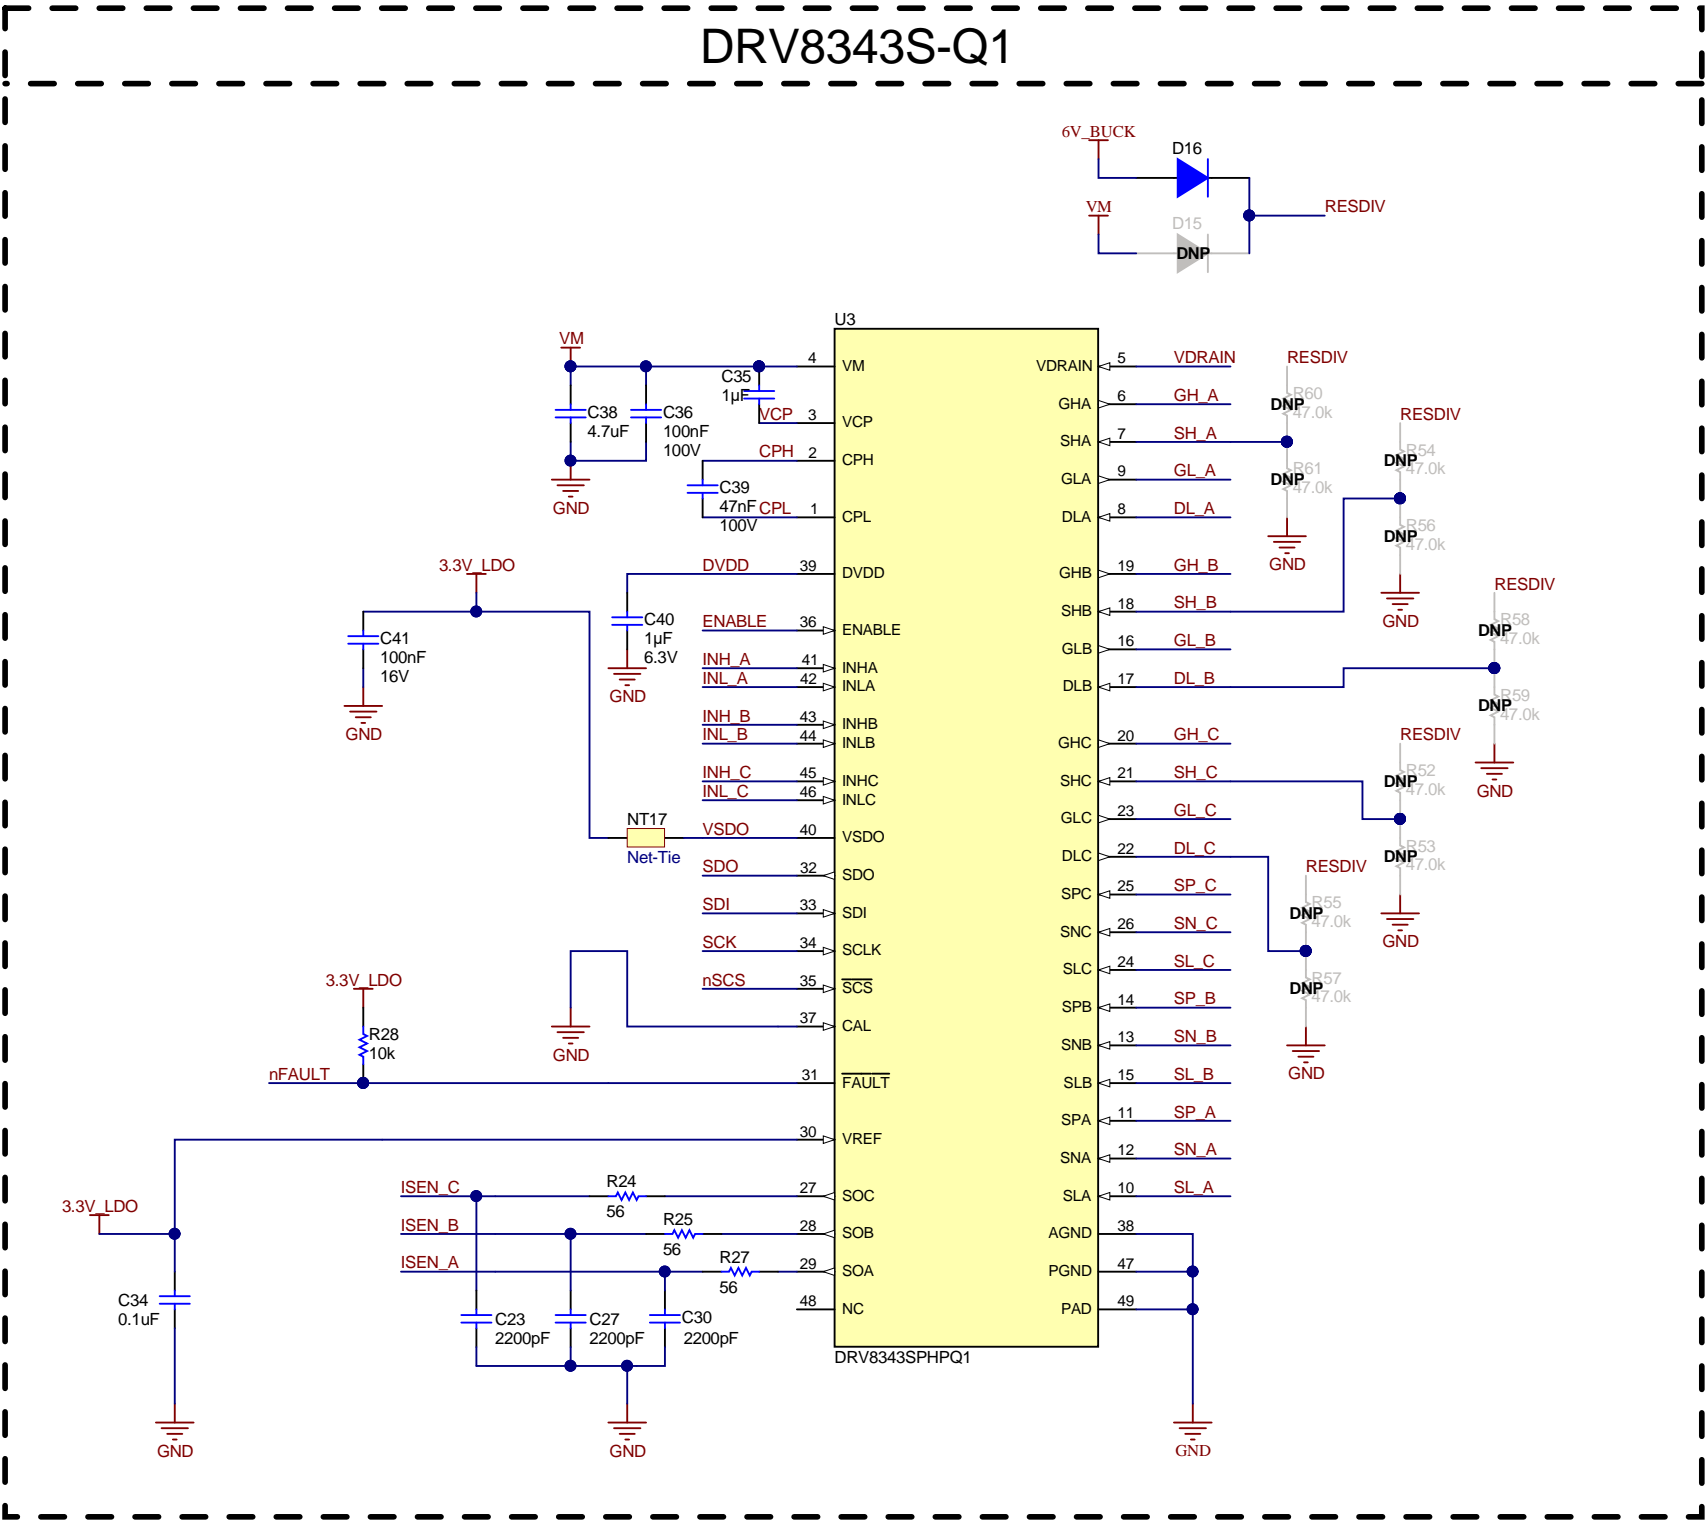 DRV8343S-Q1
6V_BUCK
D16
VM
D15
DNP
RESDIV
U3
VM
C38
4.7uF
C36
100nF
100V
C35
1µF
VCP
CPH
C39
47nF
100V
CPL
GND
3.3V_LDO
C41
100nF
16V
GND
DVDD
C40
1µF
6.3V
GND
ENABLE
INH_A
INL_A
INH_B
INL_B
INH_C
INL_C
NT17
Net-Tie
VSDO
SDO
SDI
SCK
nSCS
GND
3.3V_LDO
R28
10k
nFAULT
3.3V_LDO
C34
0.1uF
GND
ISEN_C
R24
56
ISEN_B
R25
56
ISEN_A
R27
56
C23
2200pF
C27
2200pF
C30
2200pF
GND
4 VM
3 VCP
2 CPH
1 CPL
39 DVDD
36 ENABLE
41 INHA
42 INLA
43 INHB
44 INLB
45 INHC
46 INLC
40 VSDO
32 SDO
33 SDI
34 SCLK
35 SCS
37 CAL
31 FAULT
30 VREF
27 SOC
28 SOB
29 SOA
48 NC
DRV8343SPHPQ1
VDRAIN 5 VDRAIN
GHA 6 GH_A
SHA 7 SH_A
GLA 9 GL_A
DLA 8 DL_A
GHB 19 GH_B
SHB 18 SH_B
GLB 16 GL_B
DLB 17 DL_B
GHC 20 GH_C
SHC 21 SH_C
GLC 23 GL_C
DLC 22 DL_C
SPC 25 SP_C
SNC 26 SN_C
SLC 24 SL_C
SPB 14 SP_B
SNB 13 SN_B
SLB 15 SL_B
SPA 11 SP_A
SNA 12 SN_A
SLA 10 SL_A
AGND 38
PGND 47
PAD 49
GND
RESDIV
R60
DNP
47.0k
R61
DNP
47.0k
GND
RESDIV
R54
DNP
47.0k
R56
DNP
47.0k
GND
RESDIV
R58
DNP
47.0k
R59
DNP
47.0k
GND
RESDIV
R52
DNP
47.0k
R53
DNP
47.0k
GND
RESDIV
R55
DNP
47.0k
R57
DNP
47.0k
GND